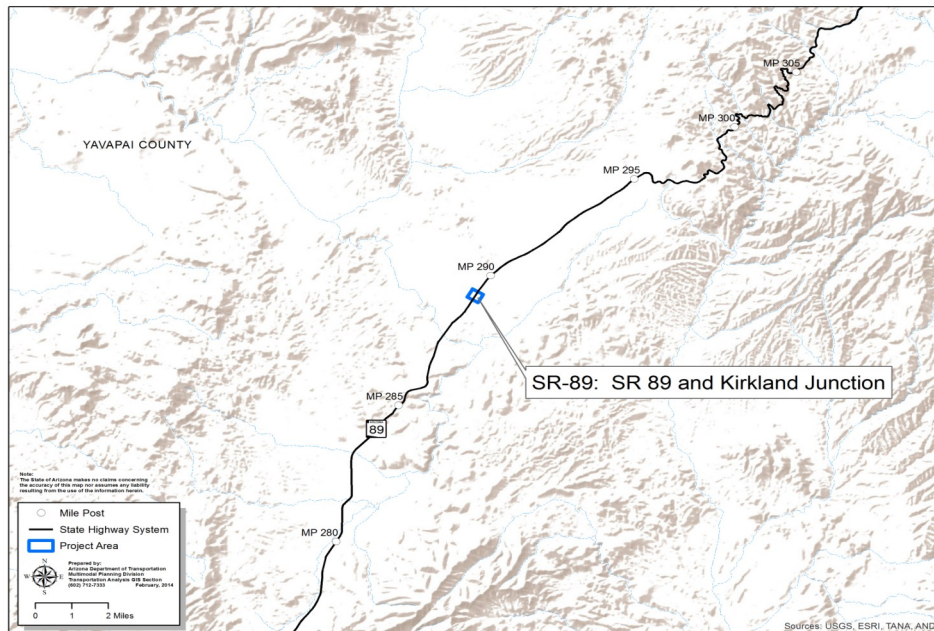 MP 305
MP 300
YAVAPAI COUNTY
MP 295
MP 290
SR-89: SR 89 and Kirkland Junction
MP 285
89
MP 280
Note:
The State of Arizona makes no claims concerning
the accuracy of this map nor assumes any liability
resulting from the use of the information herein.
Mile Post
State Highway System
Project Area
N
W E
S
Prepared by:
Arizona Department of Transportation
Multimodal Planning Division
Transportation Analysis GIS Section
(602) 712-7333 February, 2014
0 1 2 Miles
Sources: USGS, ESRI, TANA, AND